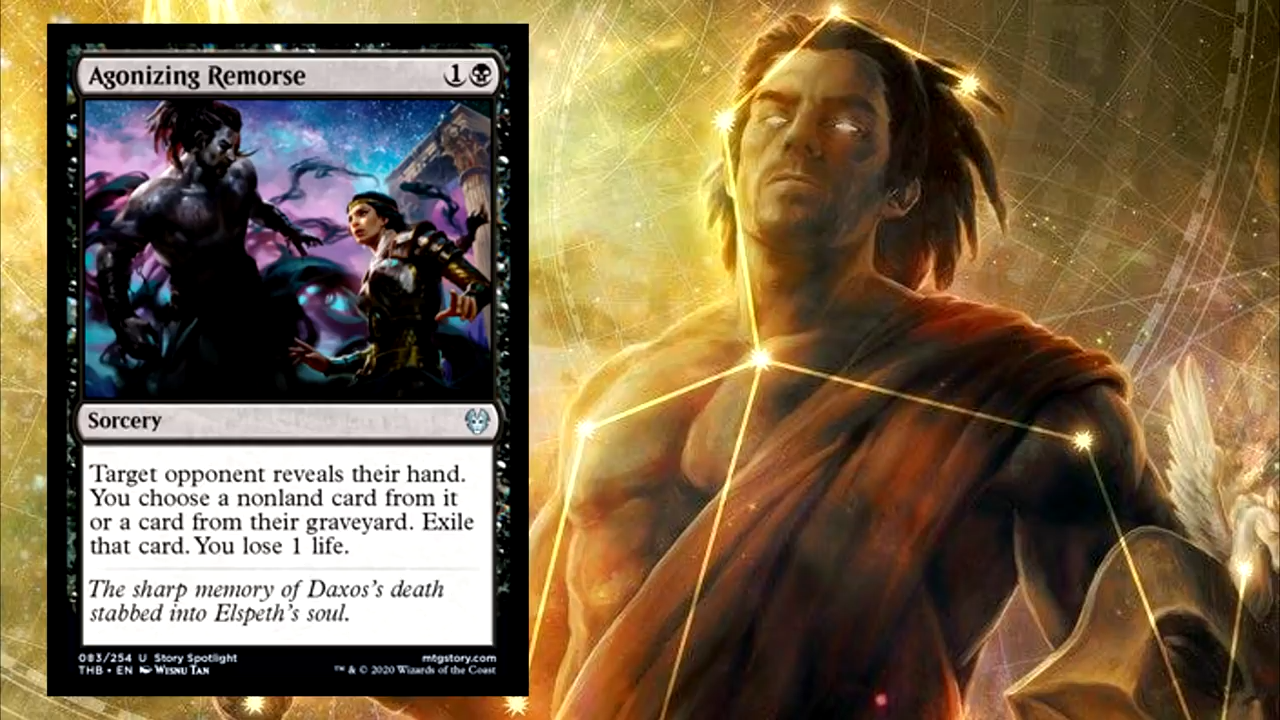 Agonizing Remorse 1
Sorcery
Target opponent reveals their hand.
You choose a nonland card from it
or a card from their graveyard. Exile
that card. You lose 1 life.
The sharp memory of Daxos's death
stabbed into Elspeth's soul.
083/254 U Story Spotlight mtgstory.com
THB • EN Wisnu Tan ™ & © 2020 Wizards of the Coast